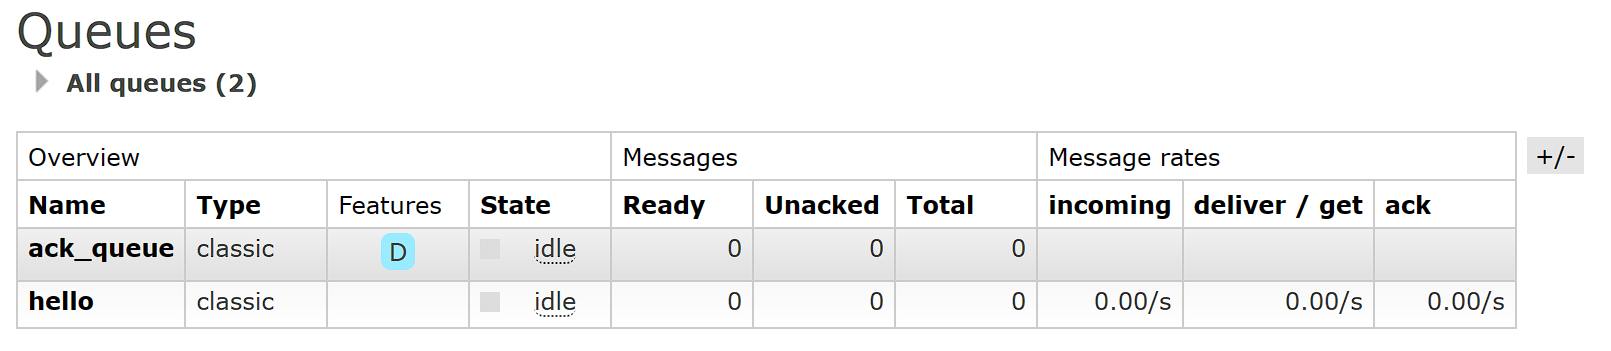 Queues
All queues (2)
Overview Messages Message rates +/-
Name Type Features State Ready Unacked Total incoming deliver / get ack
ack_queue classic D idle 0 0 0
hello classic idle 0 0 0 0.00/s 0.00/s 0.00/s